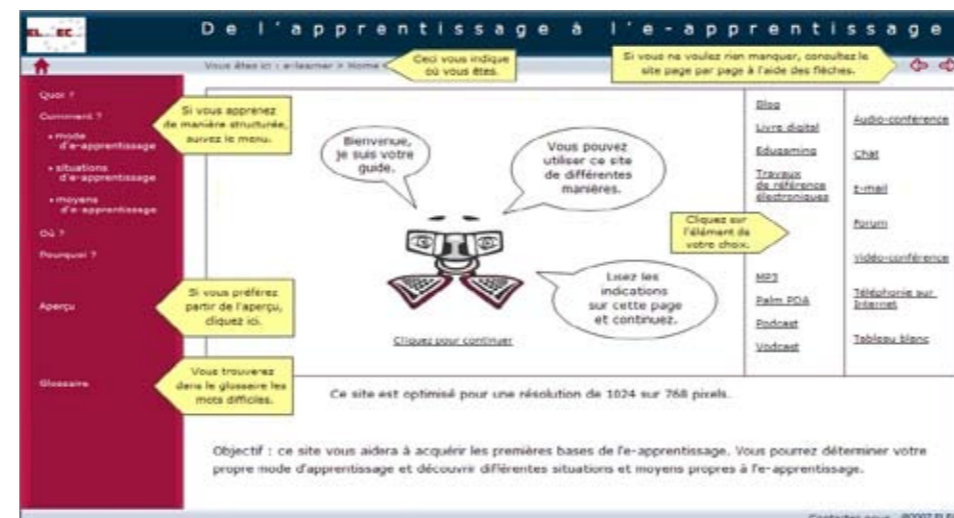 De l'apprentissage à l'e-apprentissage
Vous êtes ici : e-learner > Home
Ceci vous indique
où vous êtes.
Si vous ne voulez rien manquer, consultez le
site page par page à l'aide des flèches.
Quoi ?
Comment ?
• mode
d'e-apprentissage
• situations
d'e-apprentissage
• moyens
d'e-apprentissage
Où ?
Pourquoi ?
Aperçu
Glossaire
Si vous apprenez
de manière structurée,
suivez le menu.
Si vous préférez
partir de l'aperçu,
cliquez ici.
Vous trouverez
dans le glossaire les
mots difficiles.
Bienvenue,
je suis votre
guide.
Vous pouvez
utiliser ce site
de différentes
manières.
Lisez les
indications
sur cette page
et continuez.
Cliquez pour continuer
Blog
Livre digital
Edugaming
Travaux
de référence
électroniques
Cliquez sur
l'élément de
votre choix.
MP3
Palm PDA
Podcast
Vodcast
Audio-conférence
Chat
E-mail
Forum
Vidéo-conférence
Téléphonie sur
Internet
Tableau blanc
Ce site est optimisé pour une résolution de 1024 sur 768 pixels.
Objectif : ce site vous aidera à acquérir les premières bases de l'e-apprentissage. Vous pourrez déterminer votre
propre mode d'apprentissage et découvrir différentes situations et moyens propres à l'e-apprentissage.
Contactez-nous ©2007